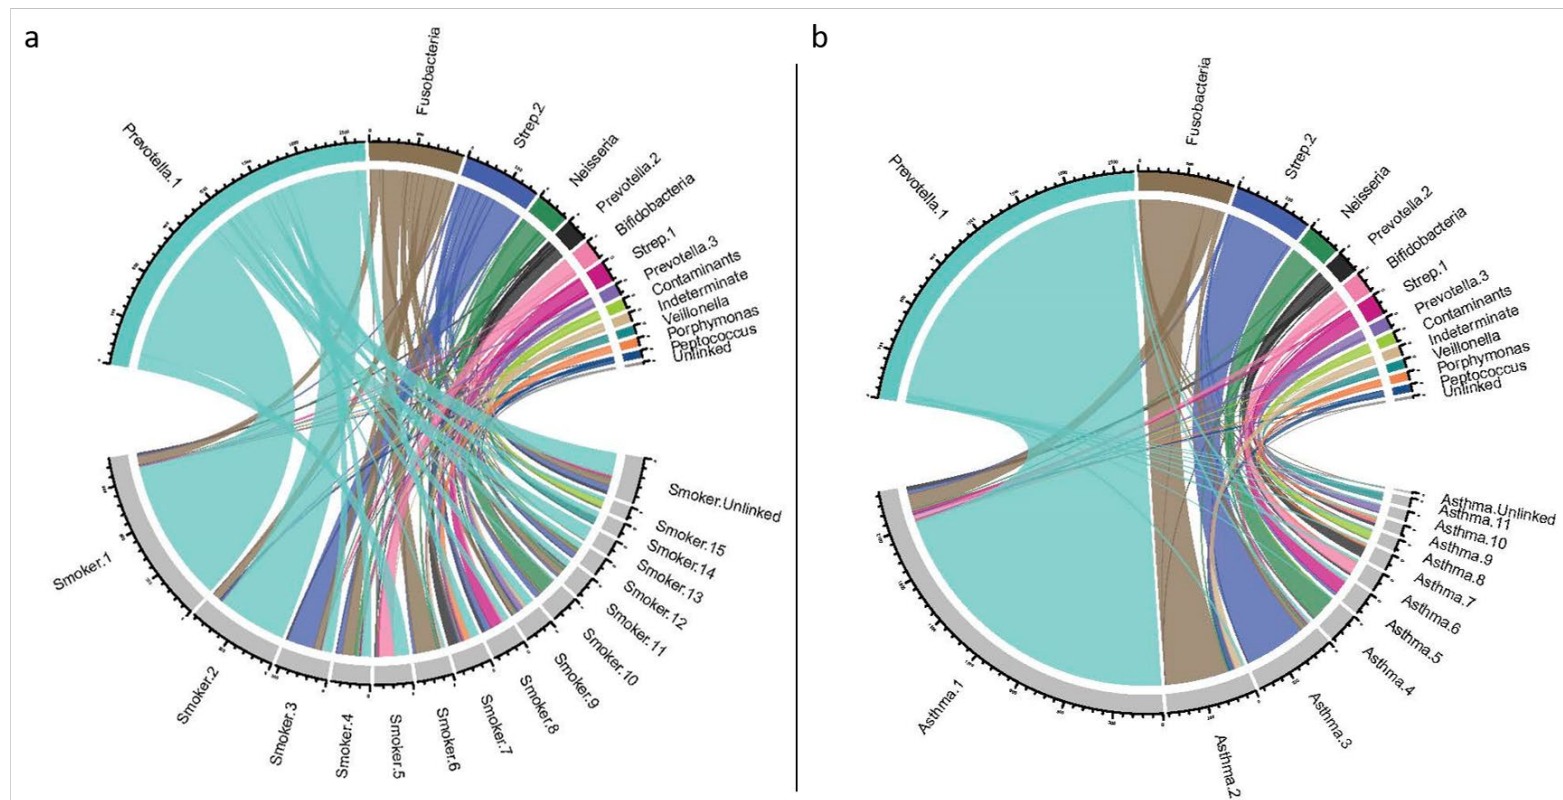 a
Prevotella.1
Fusobacteria
Strep.2
Neisseria
Prevotella.2
Bifidobacteria
Strep.1
Prevotella.3
Contaminants
Indeterminate
Veillonella
Porphymonas
Peptococcus
Unlinked
Smoker.Unlinked
Smoker.15
Smoker.14
Smoker.13
Smoker.12
Smoker.11
Smoker.10
Smoker.9
Smoker.8
Smoker.7
Smoker.6
Smoker.5
Smoker.4
Smoker.3
Smoker.2
Smoker.1
b
Prevotella.1
Fusobacteria
Strep.2
Neisseria
Prevotella.2
Bifidobacteria
Strep.1
Prevotella.3
Contaminants
Indeterminate
Veillonella
Porphymonas
Peptococcus
Unlinked
Asthma.Unlinked
Asthma.11
Asthma.10
Asthma.9
Asthma.8
Asthma.7
Asthma.6
Asthma.5
Asthma.4
Asthma.3
Asthma.2
Asthma.1